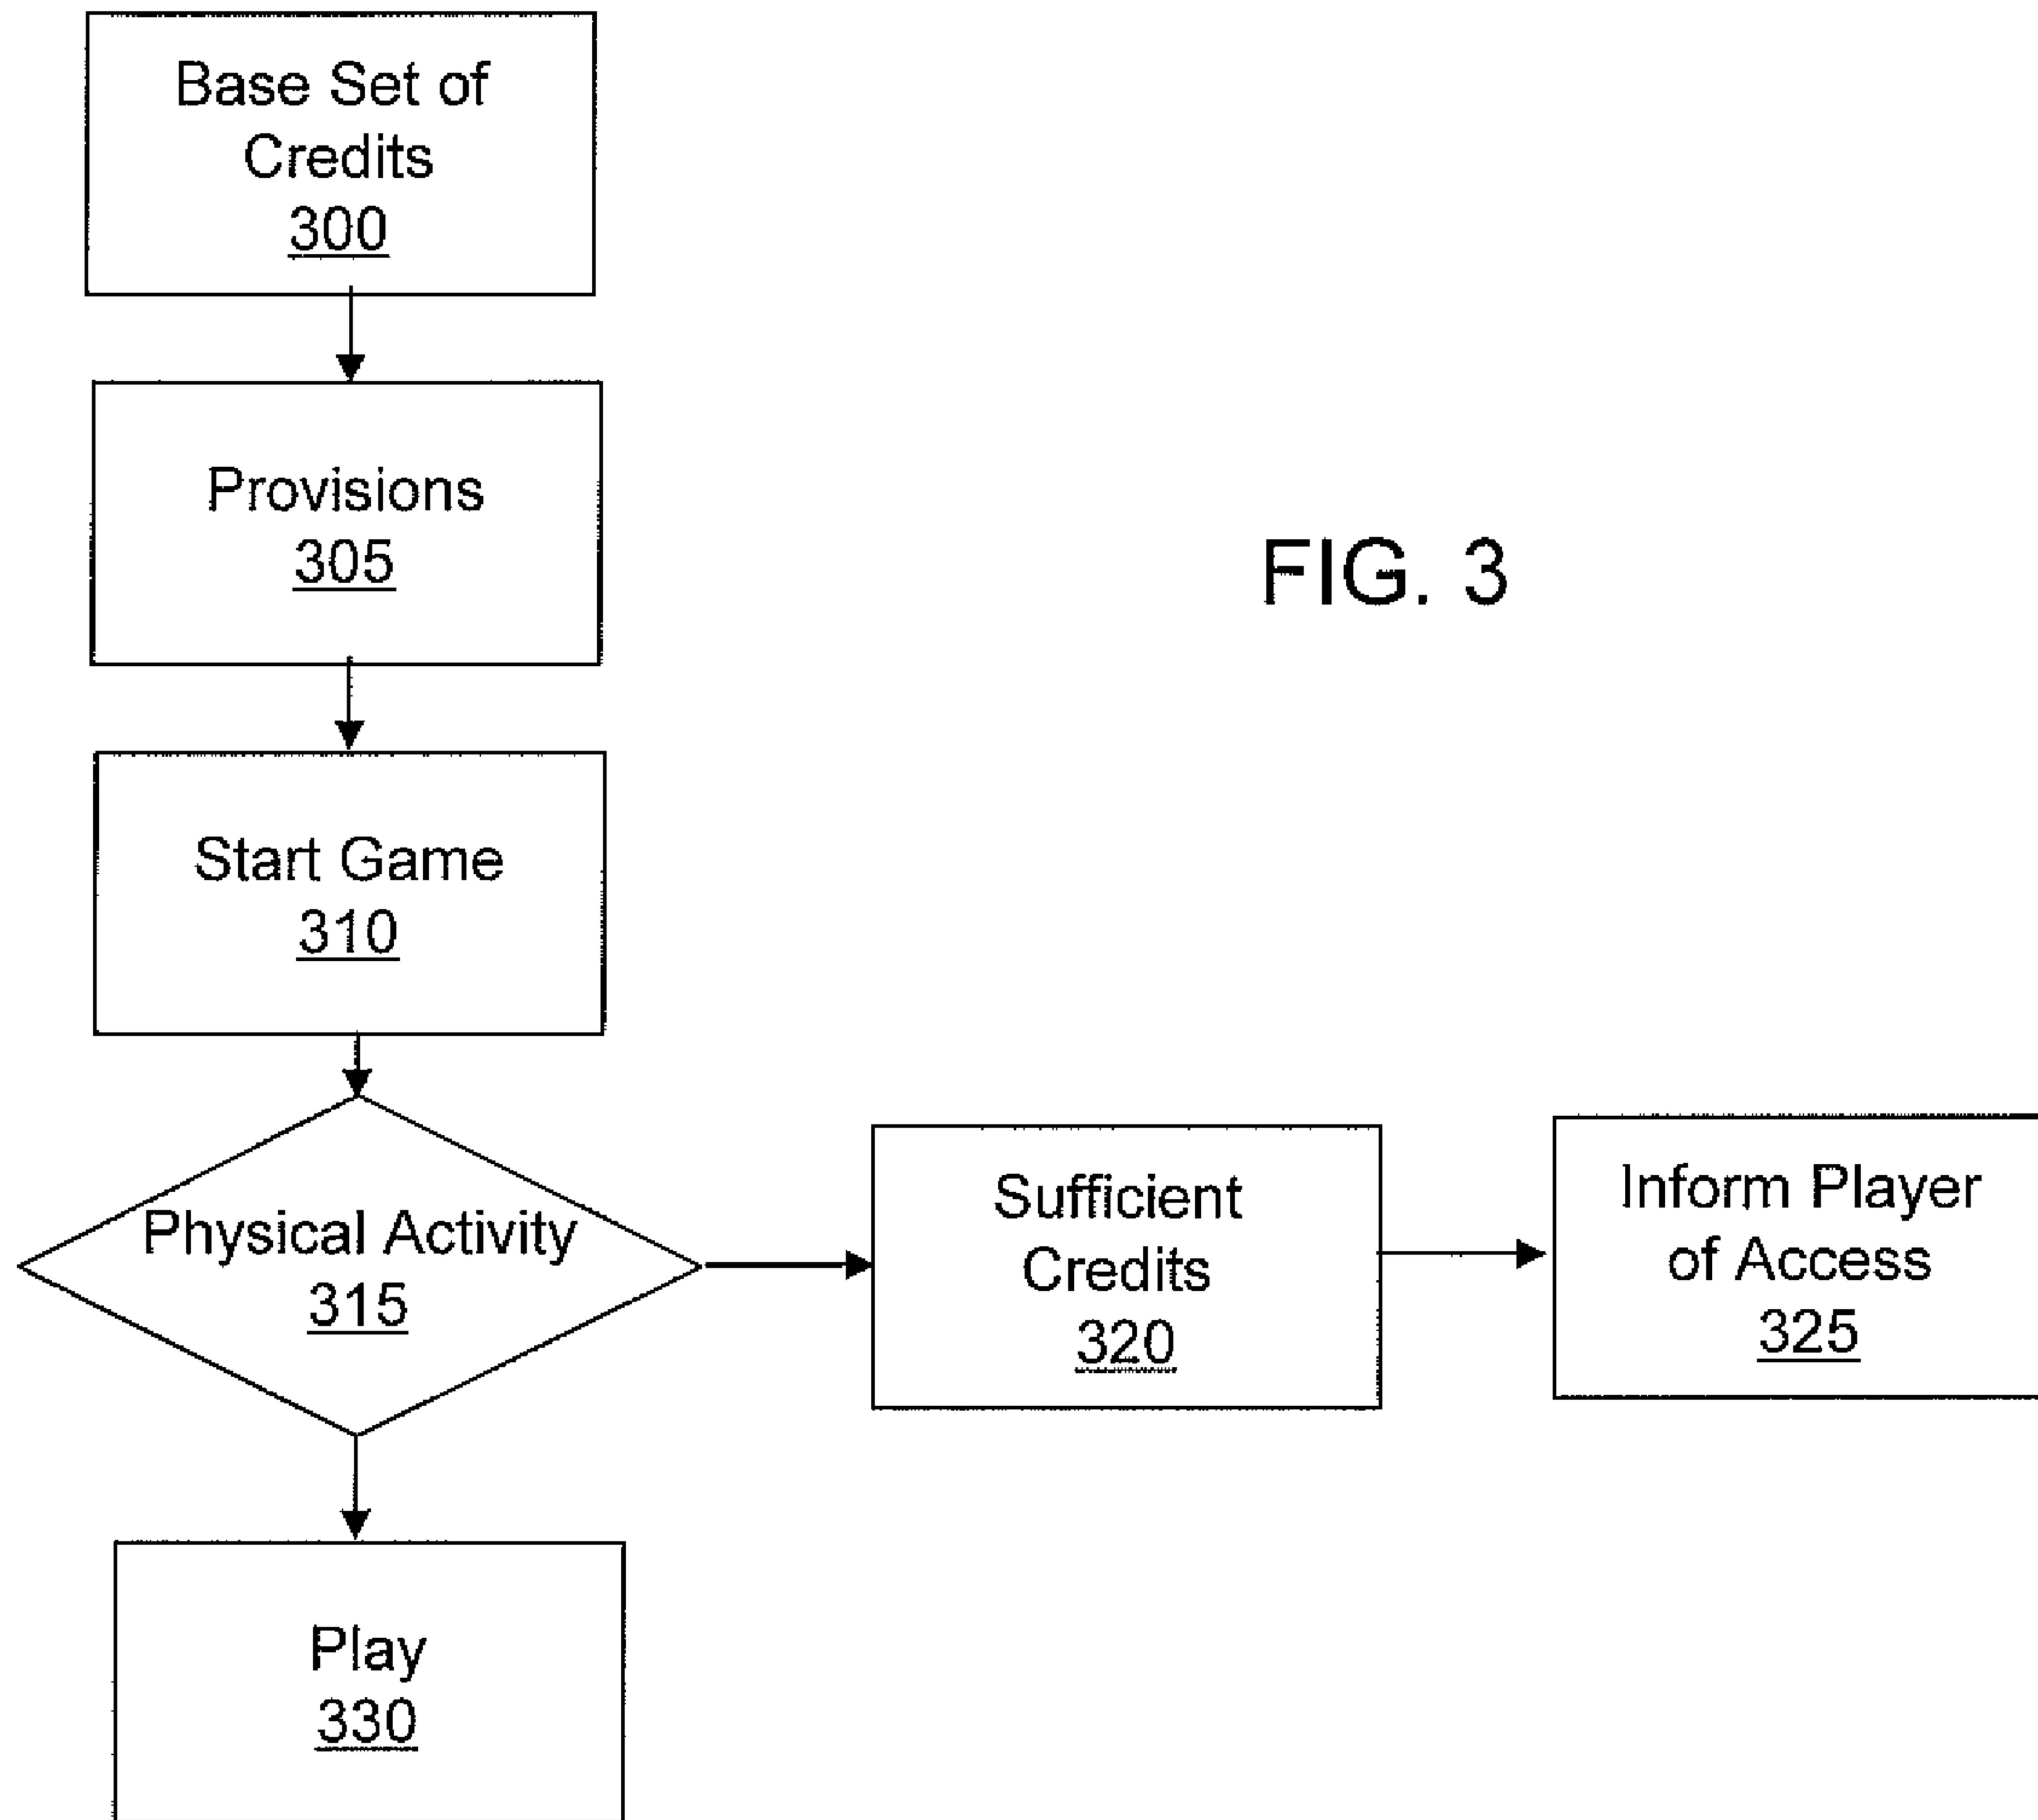 Base Set of
Credits
300
Provisions
305
FIG. 3
Start Game
310
Physical Activity
315
Sufficient
Credits
320
Inform Player
of Access
325
Play
330